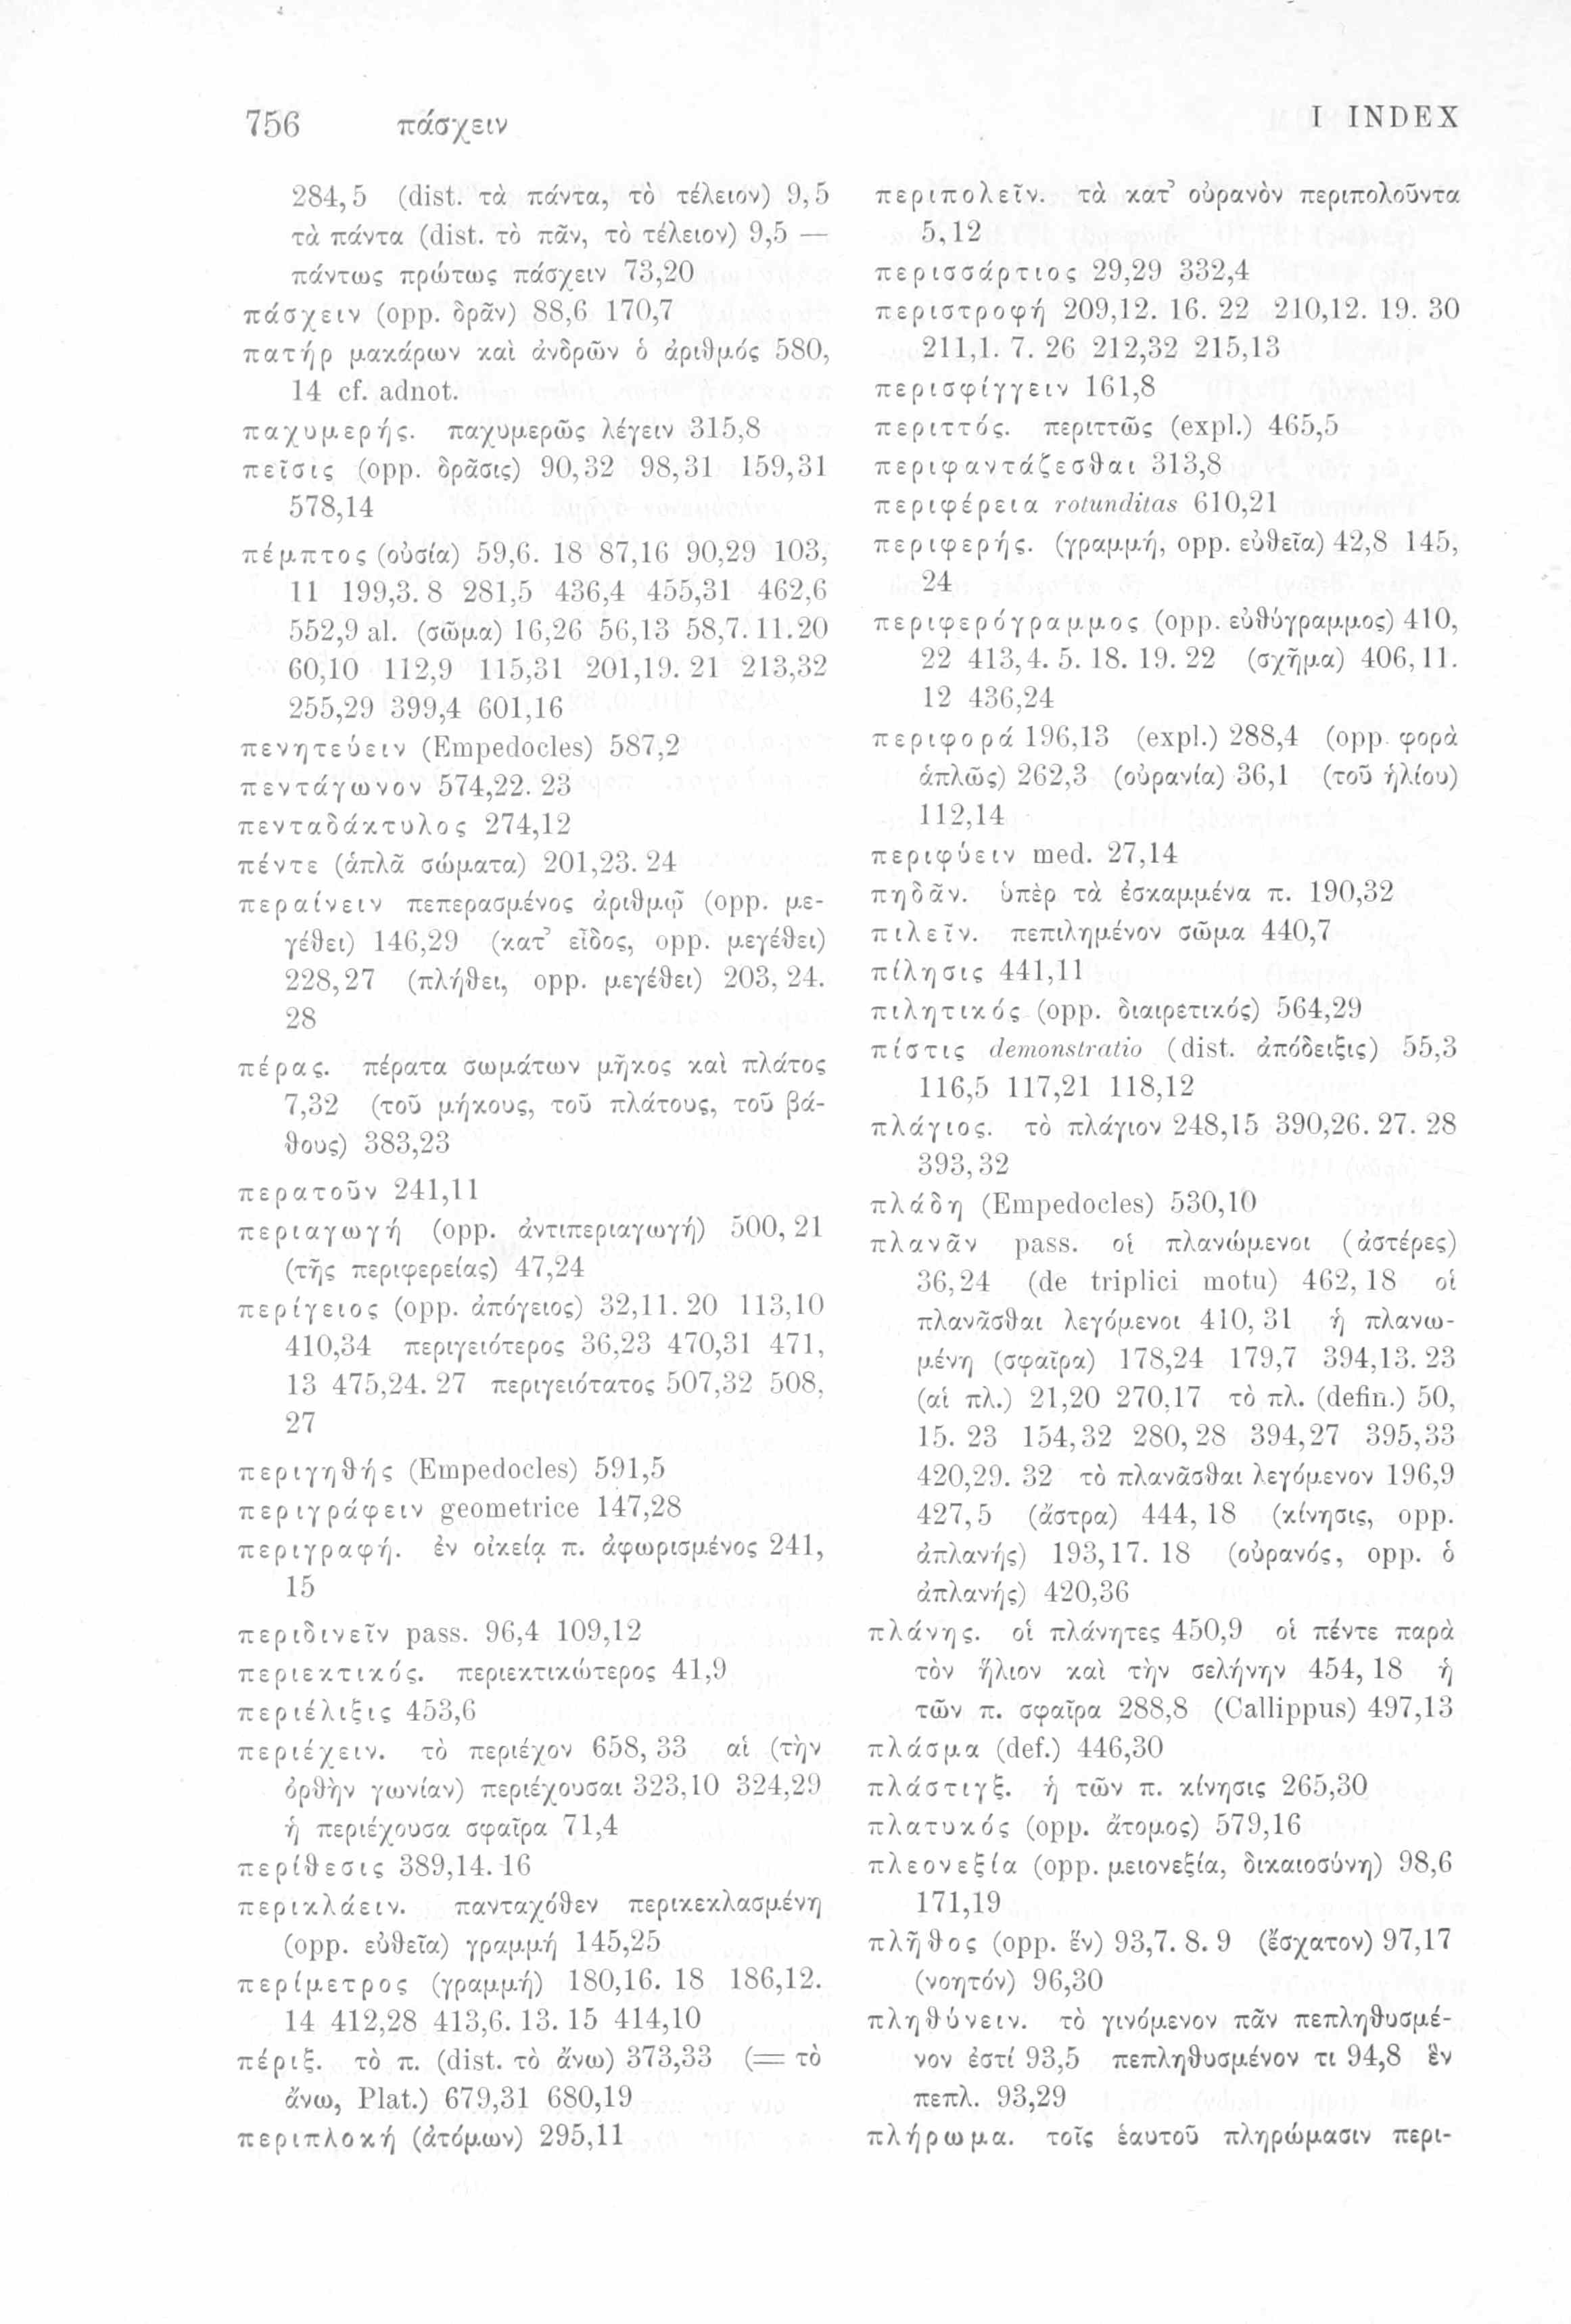 756 πάσχειν I INDEX
284,5 (dist. τὰ πάντα, τὸ τέλειον) 9,5
τὰ πάντα (dist. τὸ πᾶν, τὸ τέλειον) 9,5 —
πάντως πρώτως πάσχειν 73,20
πάσχειν (opp. δρᾶν) 88,6 170,7
πατήρ μακάρων καὶ ἀνδρῶν ὁ ἀριθμός 580,
14 cf. adnot.
παχυμερής. παχυμερῶς λέγειν 315,8
πεῖσις (opp. δρᾶσις) 90,32 98,31 159,31
578,14
πέμπτος (οὐσία) 59,6. 18 87,16 90,29 103,
11 199,3. 8 281,5 436,4 455,31 462,6
552,9 al. (σῶμα) 16,26 56,13 58,7. 11. 20
60,10 112,9 115,31 201,19. 21 213,32
255,29 399,4 601,16
πενητεύειν (Empedocles) 587,2
πεντάγωνον 574,22. 23
πενταδάκτυλος 274,12
πέντε (ἁπλᾶ σώματα) 201,23. 24
περαίνειν πεπερασμένος ἀριθμῷ (opp. με-
γέθει) 146,29 (κατ’ εἶδος, opp. μεγέθει)
228,27 (πλήθει, opp. μεγέθει) 203, 24.
28
πέρας. πέρατα σωμάτων μῆκος καὶ πλάτος
7,32 (τοῦ μήκους, τοῦ πλάτους, τοῦ βά-
θους) 383,23
περατοῦν 241,11
περιαγωγή (opp. ἀντιπεριαγωγή) 500, 21
(τῆς περιφερείας) 47,24
περίγειος (opp. ἀπόγειος) 32,11. 20 113,10
410,34 περιγειότερος 36,23 470,31 471,
13 475,24. 27 περιγειότατος 507,32 508,
27
περιγηθής (Empedocles) 591,5
περιγράφειν geometrice 147,28
περιγραφή. ἐν οἰκείᾳ π. ἀφωρισμένος 241,
15
περιδινεῖν pass. 96,4 109,12
περιεκτικός. περιεκτικώτερος 41,9
περιέλιξις 453,6
περιέχειν. τὸ περιέχον 658, 33 αἱ (τὴν
ὀρθὴν γωνίαν) περιέχουσαι 323,10 324,29
ἡ περιέχουσα σφαῖρα 71,4
περίθεσις 389,14. 16
περικλάειν. πανταχόθεν περικεκλασμένη
(opp. εὐθεῖα) γραμμή 145,25
περίμετρος (γραμμή) 180,16. 18 186,12.
14 412,28 413,6. 13. 15 414,10
πέριξ. τὸ π. (dist. τὸ ἄνω) 373,33 (= τὸ
ἄνω, Plat.) 679,31 680,19
περιπλοκή (ἀτόμων) 295,11
περιπολεῖν. τὰ κατ’ οὐρανὸν περιπολοῦντα
5,12
περισσάρτιος 29,29 332,4
περιστροφή 209,12. 16. 22 210,12. 19. 30
211,1. 7. 26 212,32 215,13
περισφίγγειν 161,8
περιττός. περιττῶς (expl.) 465,5
περιφαντάζεσθαι 313,8
περιφέρεια rotunditas 610,21
περιφερής. (γραμμή, opp. εὐθεῖα) 42,8 145,
24
περιφερόγραμμος (opp. εὐθύγραμμος) 410,
22 413,4. 5. 18. 19. 22 (σχῆμα) 406,11.
12 436,24
περιφορά 196,13 (expl.) 288,4 (opp. φορὰ
ἁπλῶς) 262,3 (οὐρανία) 36,1 (τοῦ ἡλίου)
112,14
περιφύειν med. 27,14
πηδᾶν. ὑπὲρ τὰ ἐσκαμμένα π. 190,32
πιλεῖν. πεπιλημένον σῶμα 440,7
πίλησις 441,11
πιλητικός (opp. διαιρετικός) 564,29
πίστις demonstratio (dist. ἀπόδειξις) 55,3
116,5 117,21 118,12
πλάγιος. τὸ πλάγιον 248,15 390,26. 27. 28
393,32
πλάδη (Empedocles) 530,10
πλανᾶν pass. οἱ πλανώμενοι (ἀστέρες)
36,24 (de triplici motu) 462,18 οἱ
πλανᾶσθαι λεγόμενοι 410, 31 ἡ πλανω-
μένη (σφαῖρα) 178,24 179,7 394,13. 23
(αἱ πλ.) 21,20 270,17 τὸ πλ. (defin.) 50,
15. 23 154,32 280,28 394,27 395,33
420,29. 32 τὸ πλανᾶσθαι λεγόμενον 196,9
427,5 (ἄστρα) 444, 18 (κίνησις, opp.
ἀπλανής) 193,17. 18 (οὐρανός, opp. ὁ
ἀπλανής) 420,36
πλάνης. οἱ πλάνητες 450,9 οἱ πέντε παρὰ
τὸν ἥλιον καὶ τὴν σελήνην 454, 18 ἡ
τῶν π. σφαῖρα 288,8 (Callippus) 497,13
πλάσμα (def.) 446,30
πλάστιγξ. ἡ τῶν π. κίνησις 265,30
πλατυκός (opp. ἄτομος) 579,16
πλεονεξία (opp. μειονεξία, δικαιοσύνη) 98,6
171,19
πλῆθος (opp. ἕν) 93,7. 8. 9 (ἔσχατον) 97,17
(νοητόν) 96,30
πληθύνειν. τὸ γινόμενον πᾶν πεπληθυσμέ-
νον ἐστί 93,5 πεπληθυσμένον τι 94,8 ἓν
πεπλ. 93,29
πλήρωμα. τοῖς ἑαυτοῦ πληρώμασιν περι-